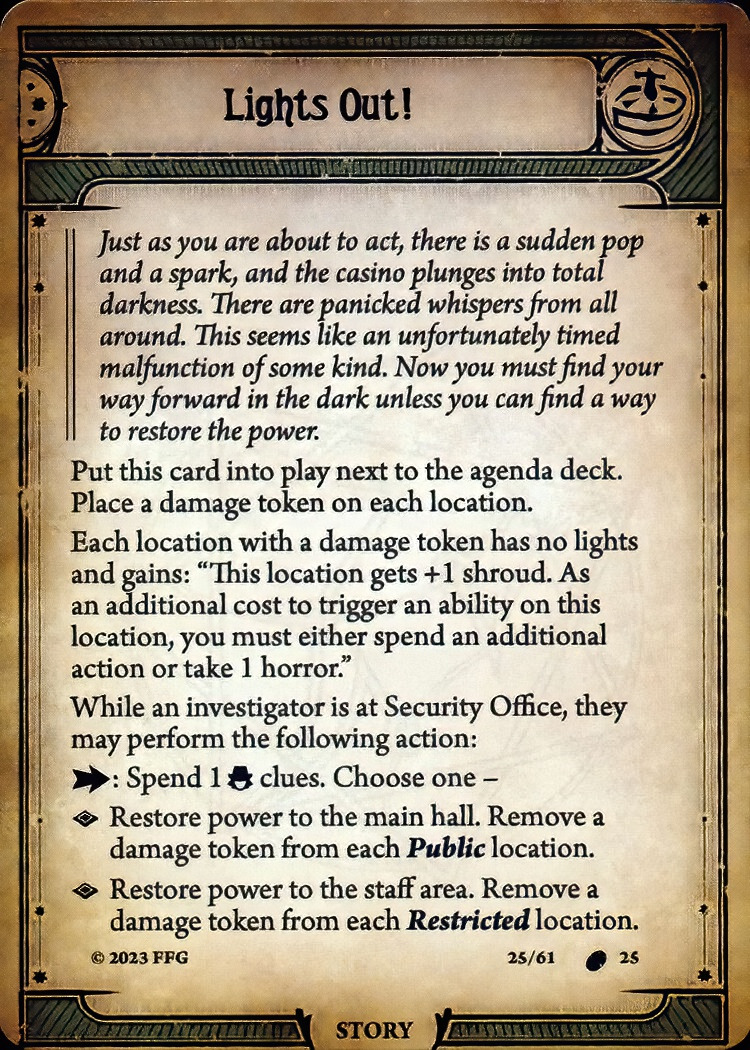 Lights Out!
Just as you are about to act, there is a sudden pop
and a spark, and the casino plunges into total
darkness. There are panicked whispers from all
around. This seems like an unfortunately timed
malfunction of some kind. Now you must find your
way forward in the dark unless you can find a way
to restore the power.
Put this card into play next to the agenda deck.
Place a damage token on each location.
Each location with a damage token has no lights
and gains: “This location gets +1 shroud. As
an additional cost to trigger an ability on this
location, you must either spend an additional
action or take 1 horror.”
While an investigator is at Security Office, they
may perform the following action:
: Spend 1 clues. Choose one –
Restore power to the main hall. Remove a
damage token from each Public location.
Restore power to the staff area. Remove a
damage token from each Restricted location.
© 2023 FFG 25/61 25
STORY